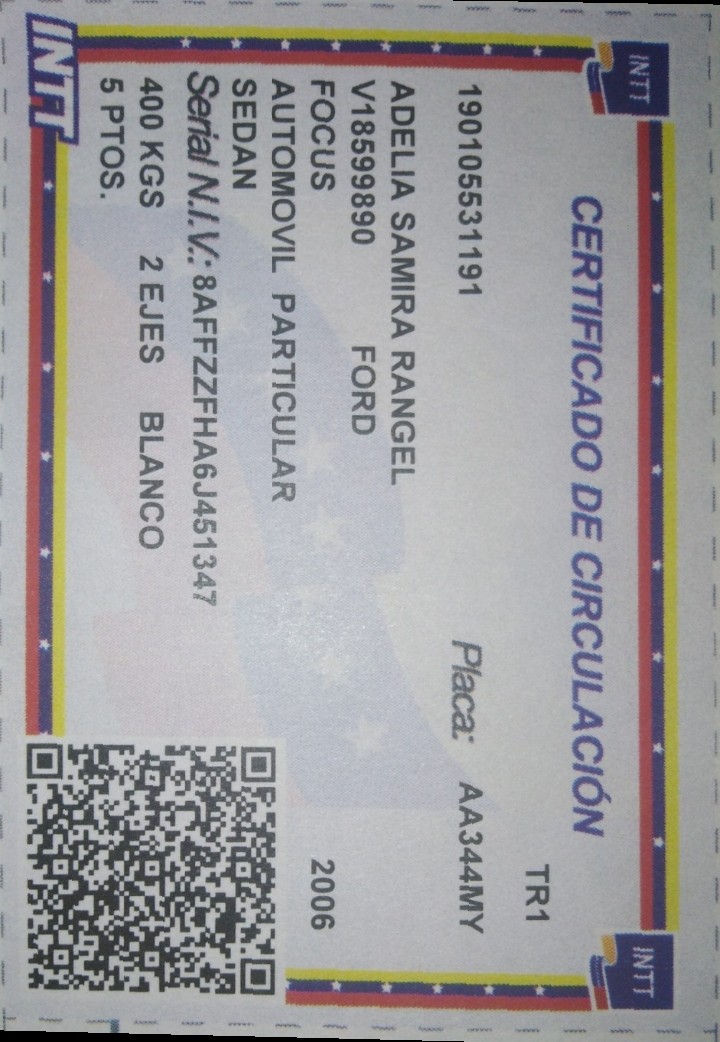 INTT
INTT
CERTIFICADO DE CIRCULACIÓN
TR1
190105531191 Placa: AA344MY
ADELIA SAMIRA RANGEL
V18599890 FORD
FOCUS 2006
AUTOMOVIL PARTICULAR
SEDAN
Serial N.I.V.: 8AFFZZFHA6J451347
400 KGS 2 EJES BLANCO
5 PTOS.
INTT